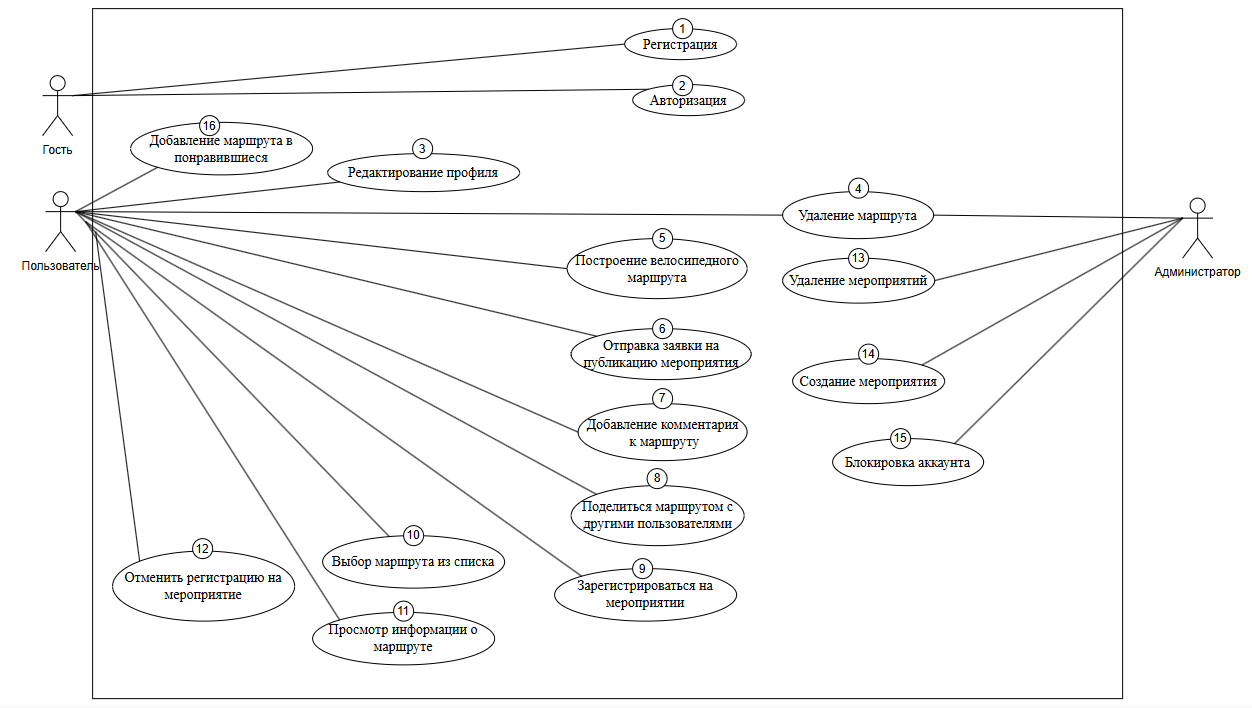 1
Регистрация
2
Авторизация
Гость
16
Добавление маршрута в
понравившиеся
3
Редактирование профиля
Пользователь
4
Удаление маршрута
Администратор
5
Построение велосипедного
маршрута
13
Удаление мероприятий
6
Отправка заявки на
публикацию мероприятия
14
Создание мероприятия
7
Добавление комментария
к маршруту
15
Блокировка аккаунта
8
Поделиться маршрутом с
другими пользователями
10
Выбор маршрута из списка
12
Отменить регистрацию на
мероприятие
9
Зарегистрироваться на
мероприятии
11
Просмотр информации о
маршруте